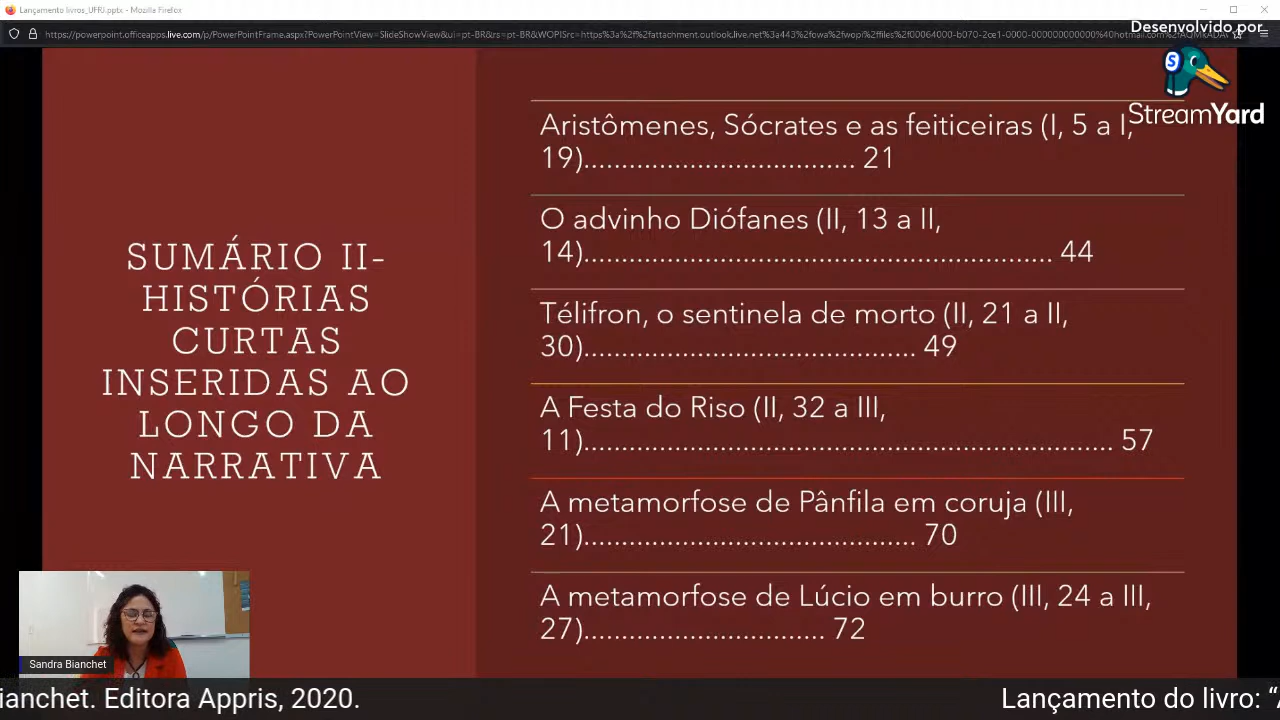 Lançamento livros_UFRJ.pptx - Mozilla Firefox
Desenvolvido por
StreamYard
SUMÁRIO II-
HISTÓRIAS
CURTAS
INSERIDAS AO
LONGO DA
NARRATIVA
Aristômenes, Sócrates e as feiticeiras (I, 5 a I,
19).................................... 21
O advinho Diófanes (II, 13 a II,
14).............................................................. 44
Télifron, o sentinela de morto (II, 21 a II,
30)............................................ 49
A Festa do Riso (II, 32 a III,
11)...................................................................... 57
A metamorfose de Pânfila em coruja (III,
21)............................................ 70
A metamorfose de Lúcio em burro (III, 24 a III,
27)................................ 72
Sandra Bianchet
ianchet. Editora Appris, 2020.
Lançamento do livro: “